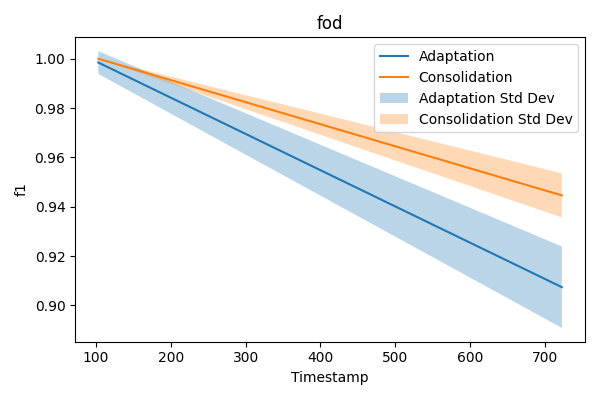 fod
1.00
0.98
0.96
0.94
0.92
0.90
f1
Adaptation
Consolidation
Adaptation Std Dev
Consolidation Std Dev
100 200 300 400 500 600 700
Timestamp